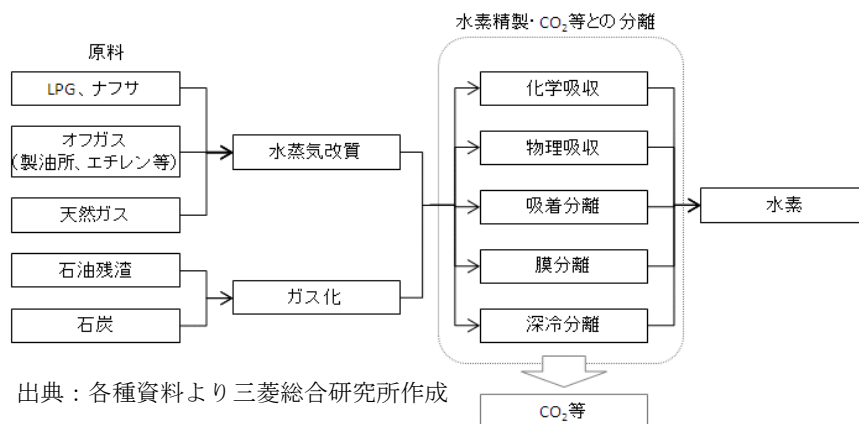 水素精製・CO₂等との分離
原料
LPG、ナフサ
オフガス
(製油所、エチレン等)
天然ガス
石油残渣
石炭
水蒸気改質
ガス化
化学吸収
物理吸収
吸着分離
膜分離
深冷分離
水素
CO₂等
出典：各種資料より三菱総合研究所作成